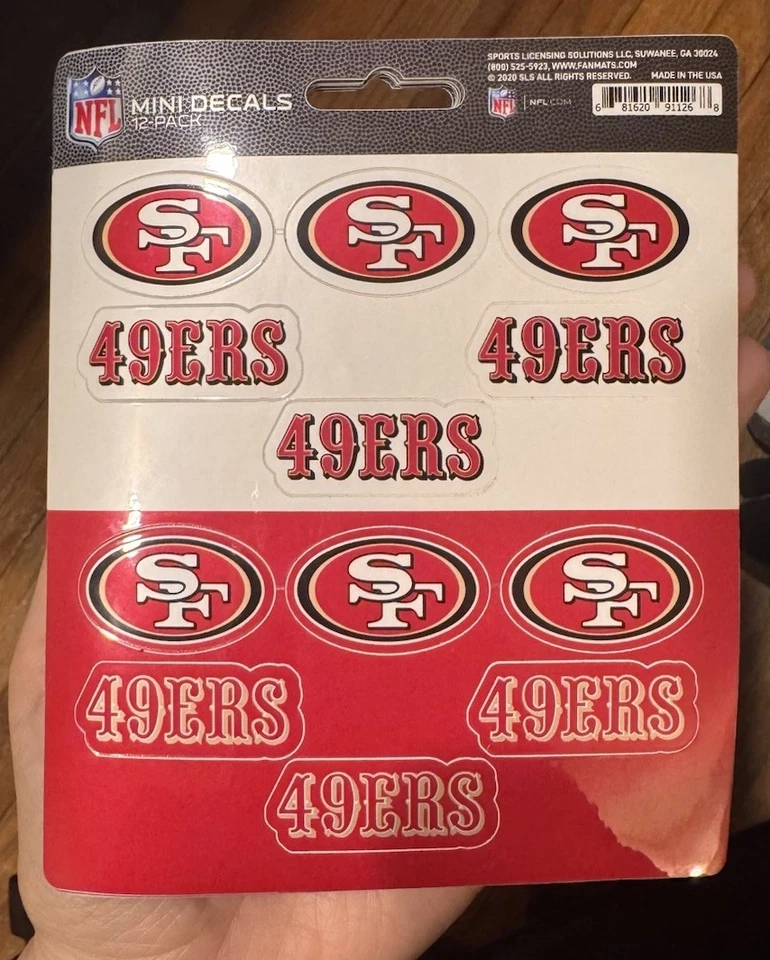 SPORTS LICENSING SOLUTIONS LLC, SUWANEE, GA 30024
(800) 525-5923, WWW.FANMATS.COM
© 2020 SLS ALL RIGHTS RESERVED. MADE IN THE USA
NFL MINI DECALS
12-PACK
NFL NFL.COM
6 81620 91126 8
SF SF SF
49ERS 49ERS
49ERS
SF SF SF
49ERS 49ERS
49ERS